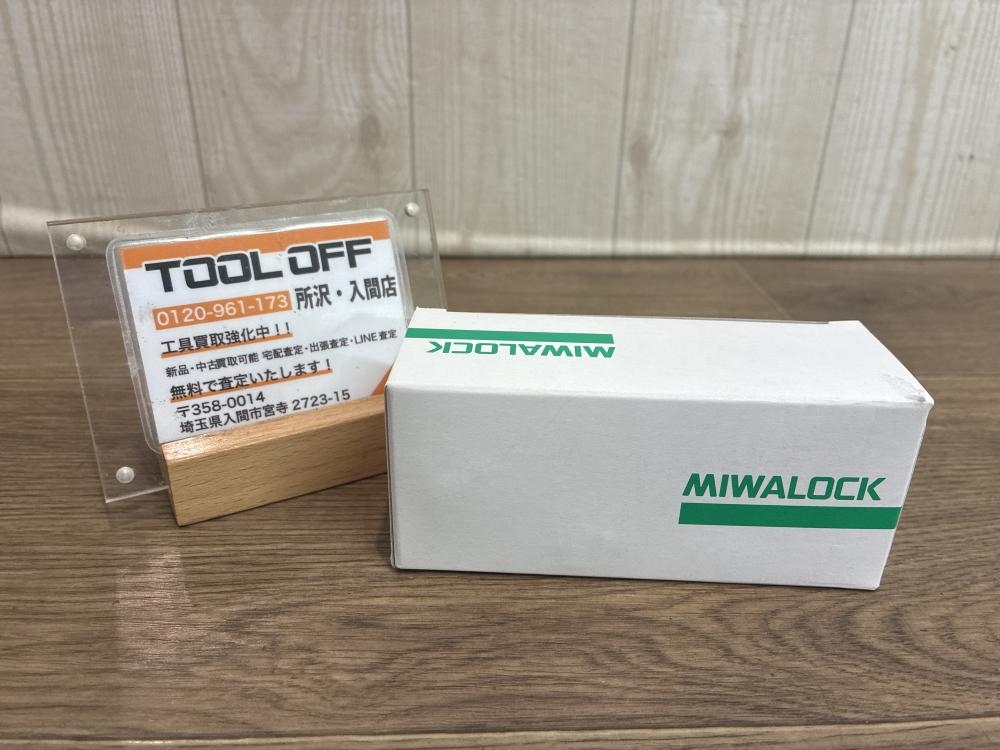 TOOL OFF
0120-961-173 所沢・入間店
工具買取強化中！！
新品・中古買取可能 宅配査定・出張査定・LINE査定
無料で査定いたします！
〒358-0014
埼玉県入間市宮寺 2723-15
MIWALOCK
MIWALOCK